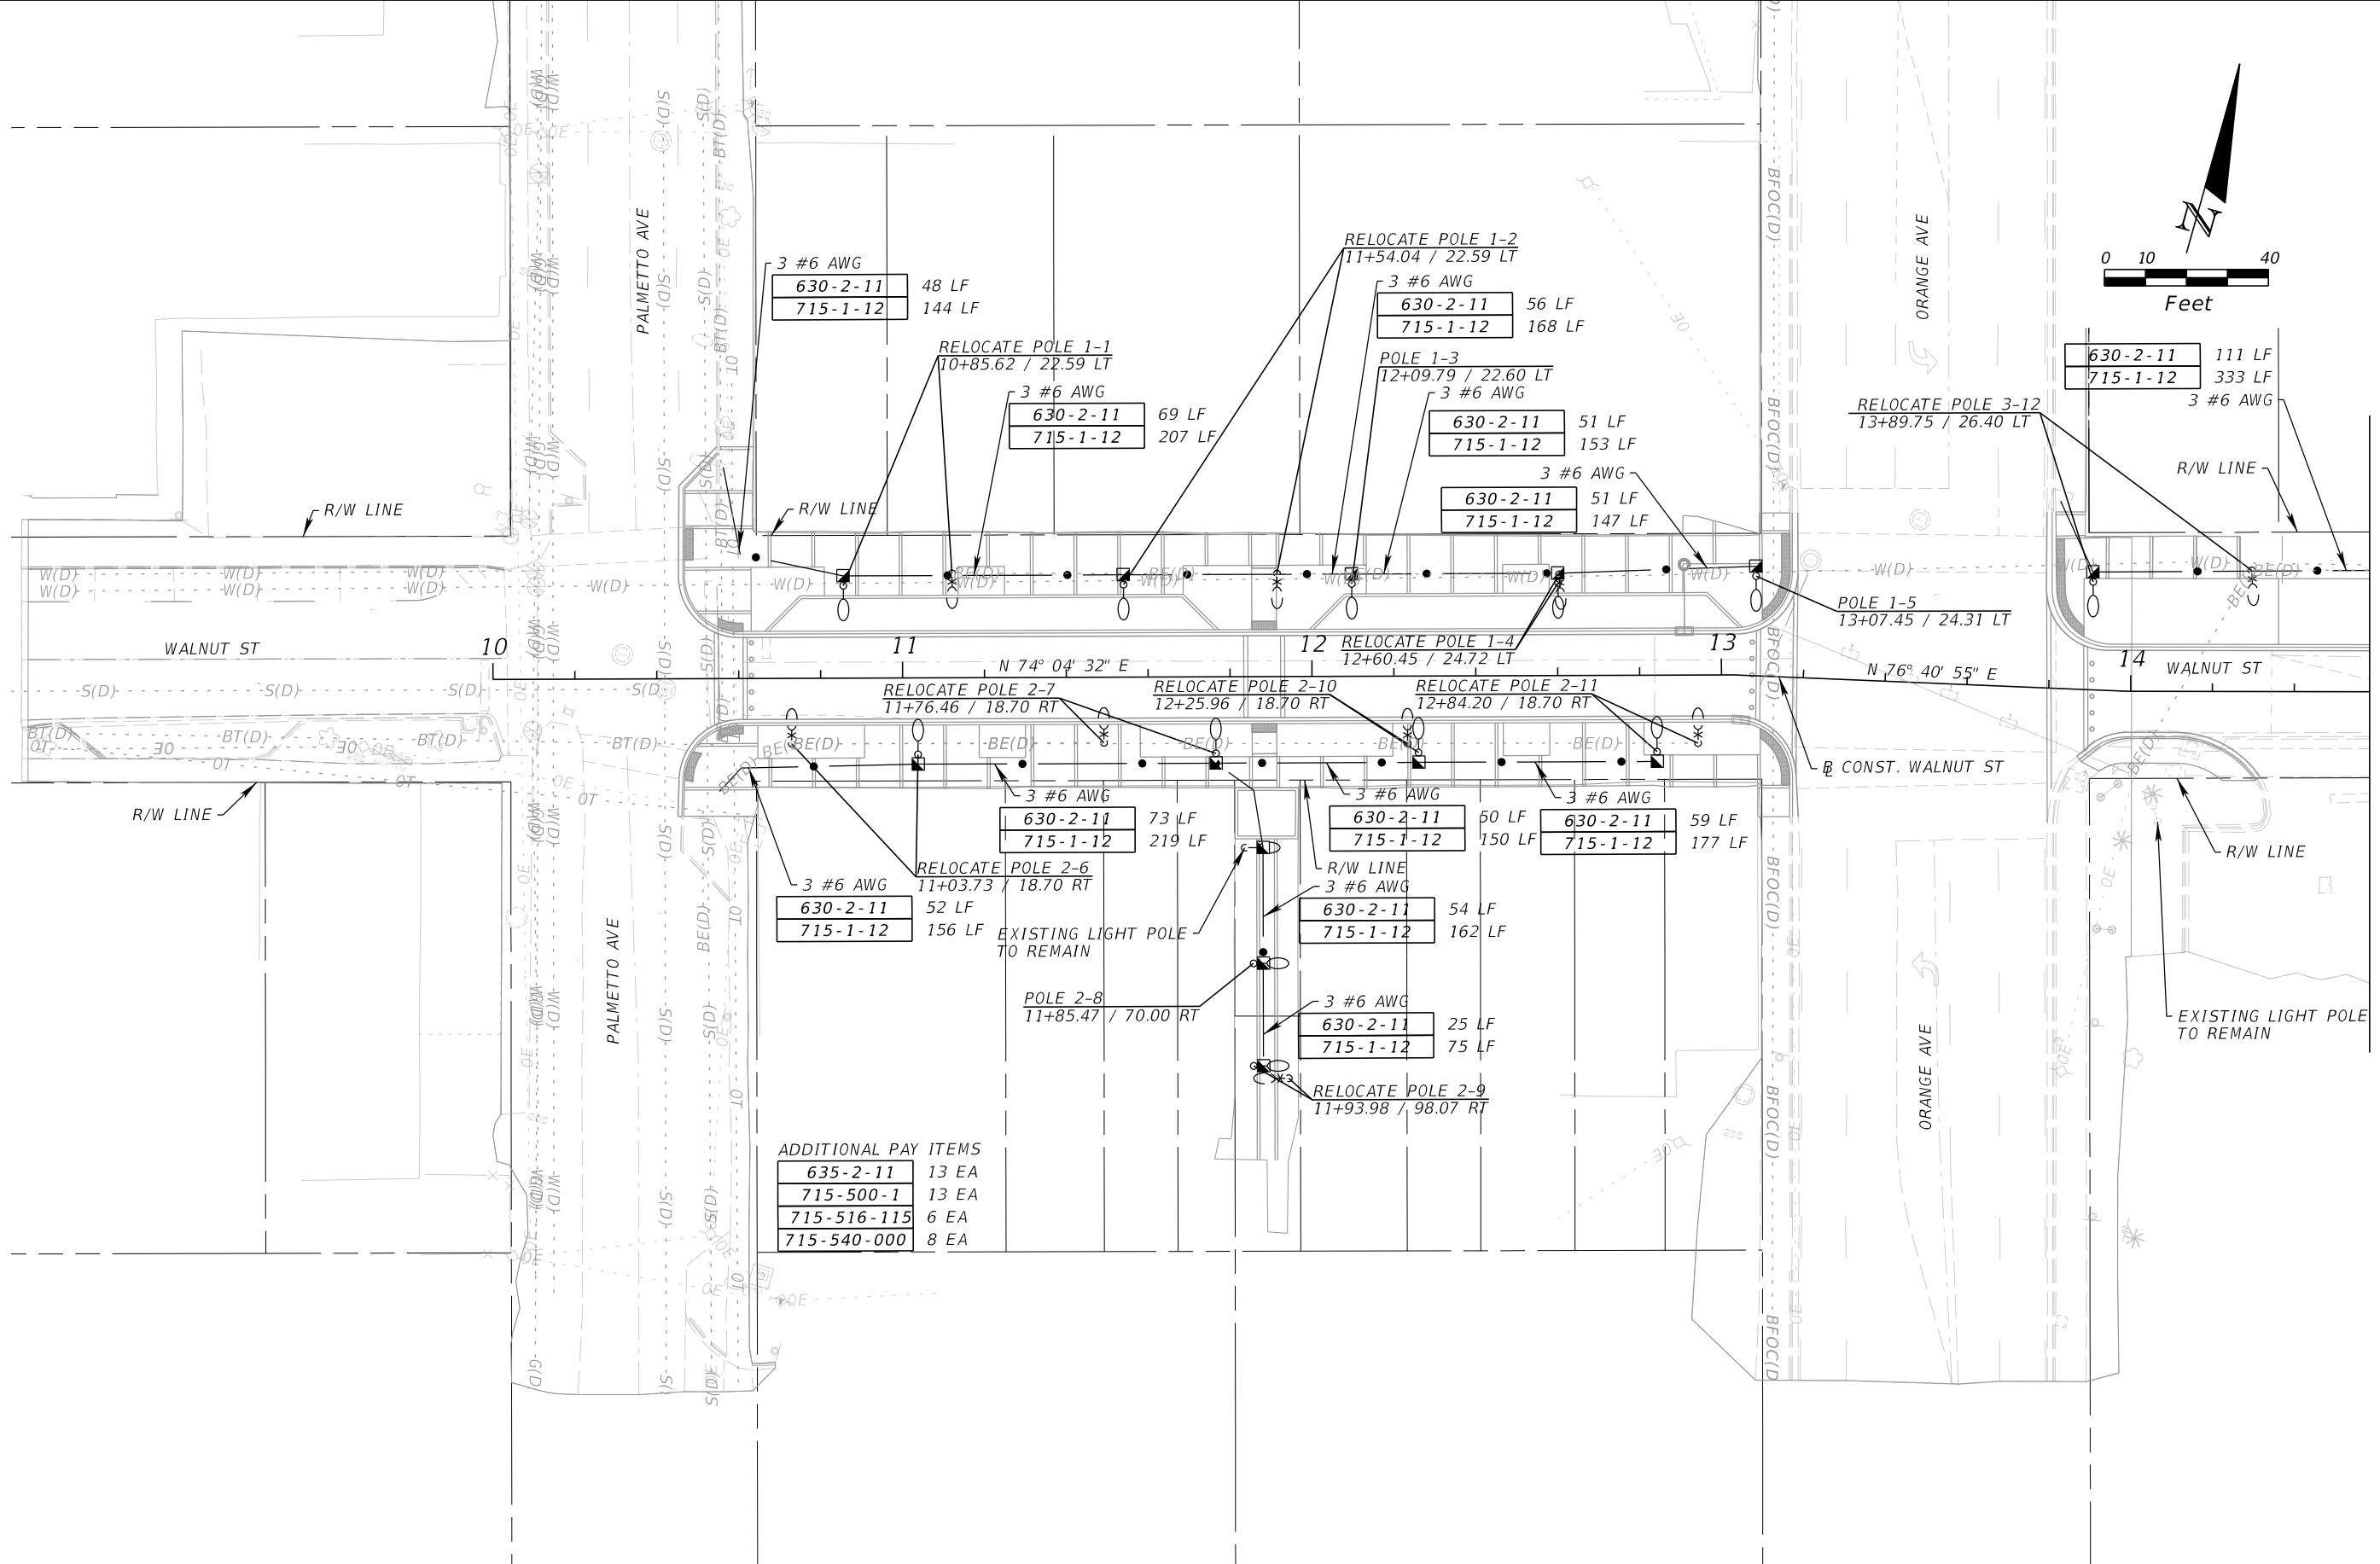 PALMETTO AVE
ORANGE AVE
N
0 10 40
Feet
3 #6 AWG
630-2-11 48 LF
715-1-12 144 LF
RELOCATE POLE 1-1
10+85.62 / 22.59 LT
3 #6 AWG
630-2-11 69 LF
715-1-12 207 LF
RELOCATE POLE 1-2
11+54.04 / 22.59 LT
3 #6 AWG
630-2-11 56 LF
715-1-12 168 LF
POLE 1-3
12+09.79 / 22.60 LT
3 #6 AWG
630-2-11 51 LF
715-1-12 153 LF
3 #6 AWG
630-2-11 51 LF
715-1-12 147 LF
630-2-11 111 LF
715-1-12 333 LF
3 #6 AWG
RELOCATE POLE 3-12
13+89.75 / 26.40 LT
R/W LINE
R/W LINE
R/W LINE
POLE 1-5
13+07.45 / 24.31 LT
RELOCATE POLE 1-4
12+60.45 / 24.72 LT
WALNUT ST
10
11
12
13
14
N 74° 04' 32" E
N 76° 40' 55" E
WALNUT ST
RELOCATE POLE 2-7
11+76.46 / 18.70 RT
RELOCATE POLE 2-10
12+25.96 / 18.70 RT
RELOCATE POLE 2-11
12+84.20 / 18.70 RT
BL CONST. WALNUT ST
R/W LINE
3 #6 AWG
630-2-11 73 LF
715-1-12 219 LF
3 #6 AWG
630-2-11 50 LF
715-1-12 150 LF
3 #6 AWG
630-2-11 59 LF
715-1-12 177 LF
R/W LINE
R/W LINE
RELOCATE POLE 2-6
11+03.73 / 18.70 RT
3 #6 AWG
630-2-11 52 LF
715-1-12 156 LF
EXISTING LIGHT POLE
TO REMAIN
3 #6 AWG
630-2-11 54 LF
715-1-12 162 LF
POLE 2-8
11+85.47 / 70.00 RT
3 #6 AWG
630-2-11 25 LF
715-1-12 75 LF
RELOCATE POLE 2-9
11+93.98 / 98.07 RT
EXISTING LIGHT POLE
TO REMAIN
PALMETTO AVE
ORANGE AVE
ADDITIONAL PAY ITEMS
635-2-11 13 EA
715-500-1 13 EA
715-516-115 6 EA
715-540-000 8 EA
W(D) W(D) W(D)
W(D) W(D) W(D)
W(D) W(D) W(D) W(D) W(D) W(D) W(D)
S(D) S(D) S(D) S(D)
BT(D) BT(D) BT(D) BT(D)
BE(D) BE(D) BE(D) BE(D) BE(D)
BFOC(D)
BFOC(D)
BFOC(D)
BFOC(D)
BFOC(D)